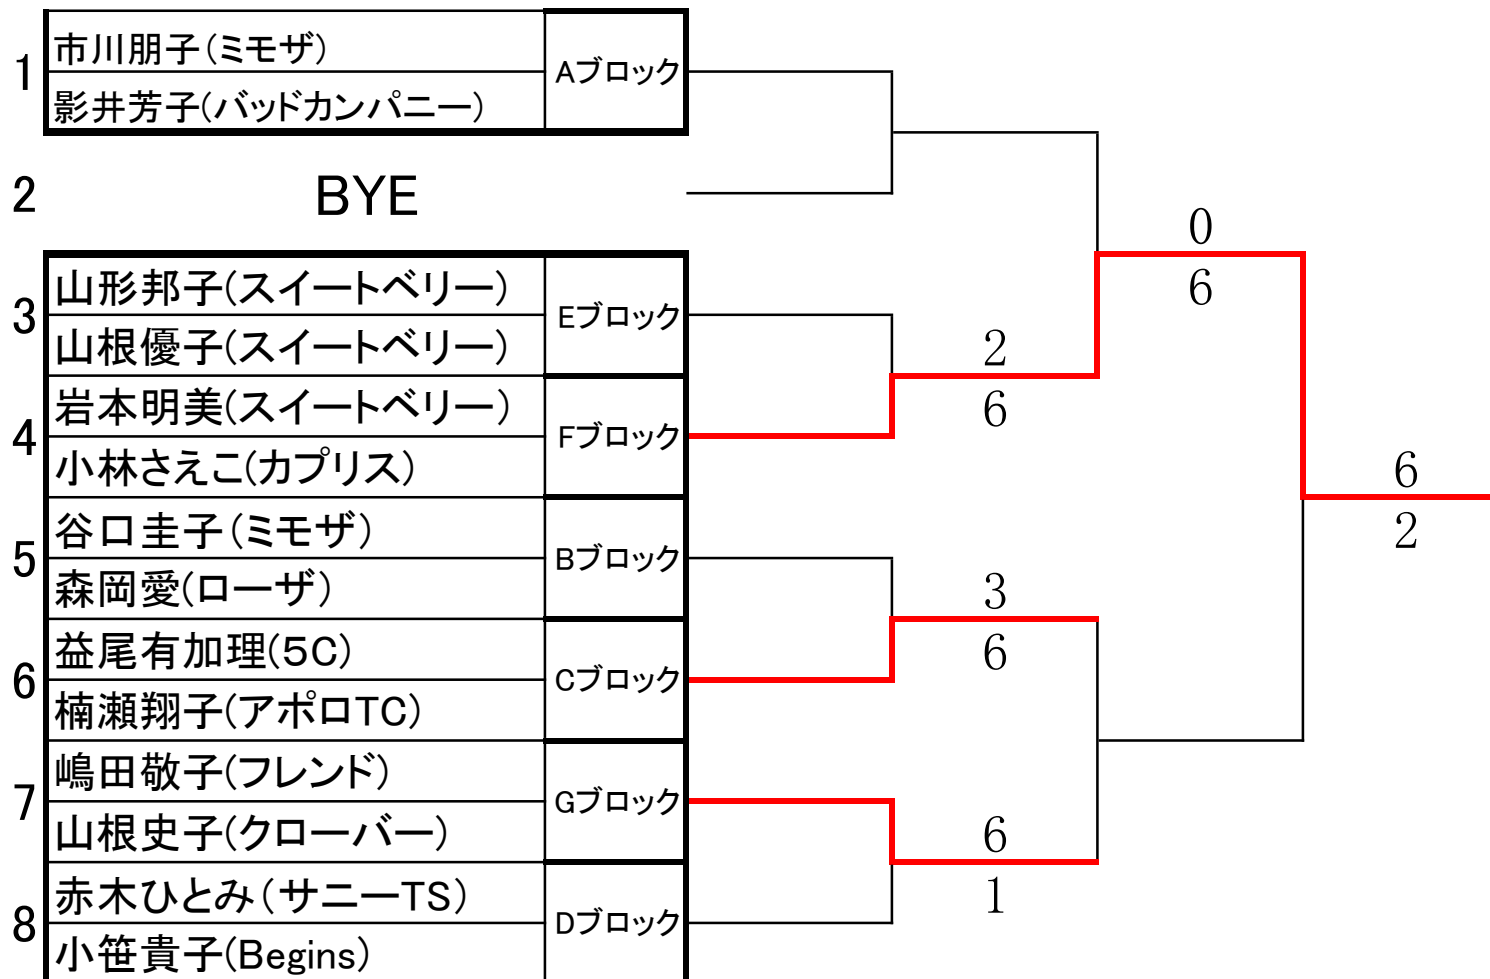 1
市川朋子(ミモザ)
影井芳子(バッドカンパニー)
Aブロック
2
BYE
3
山形邦子(スイートベリー)
山根優子(スイートベリー)
Eブロック
4
岩本明美(スイートベリー)
小林さえこ(カプリス)
Fブロック
5
谷口圭子(ミモザ)
森岡愛(ローザ)
Bブロック
6
益尾有加理(5C)
楠瀬翔子(アポロTC)
Cブロック
7
嶋田敬子(フレンド)
山根史子(クローバー)
Gブロック
8
赤木ひとみ(サニーTS)
小笹貴子(Begins)
Dブロック
2
6
3
6
6
1
0
6
6
2